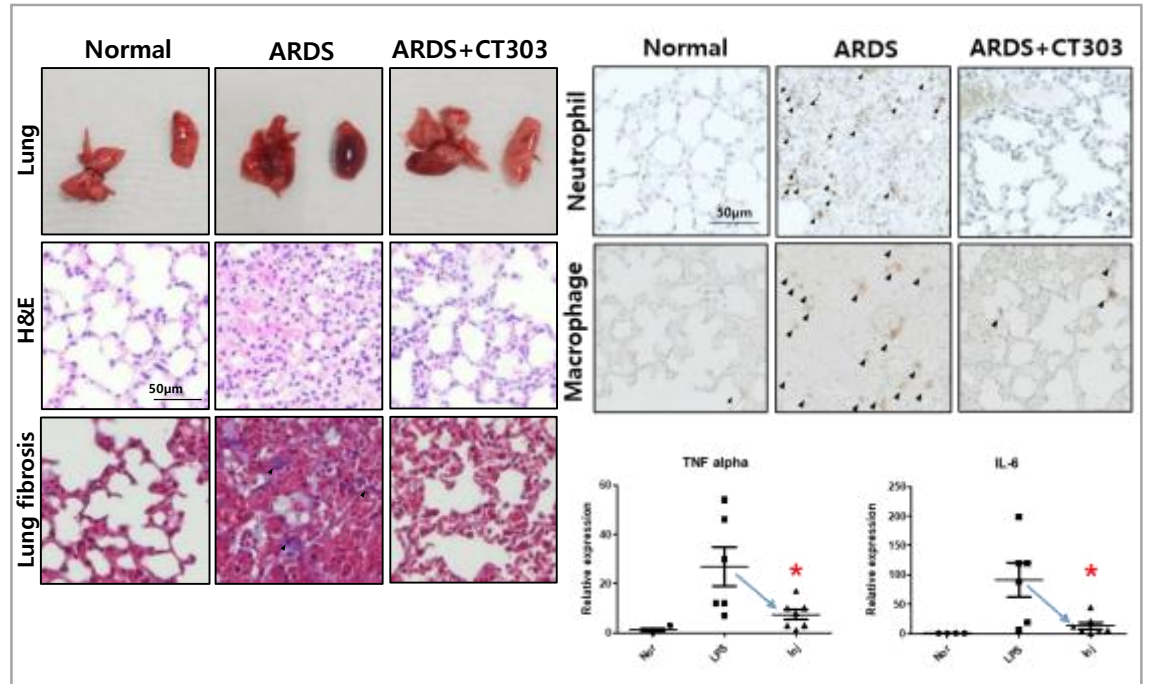 Normal ARDS ARDS+CT303
Lung
H&E
50μm
Lung fibrosis
Normal ARDS ARDS+CT303
Neutrophil
50μm
Macrophage
TNF alpha
Relative expression
60
40
20
0
Nor LPS Inj
*
IL-6
Relative expression
250
200
150
100
50
0
Nor LPS Inj
*